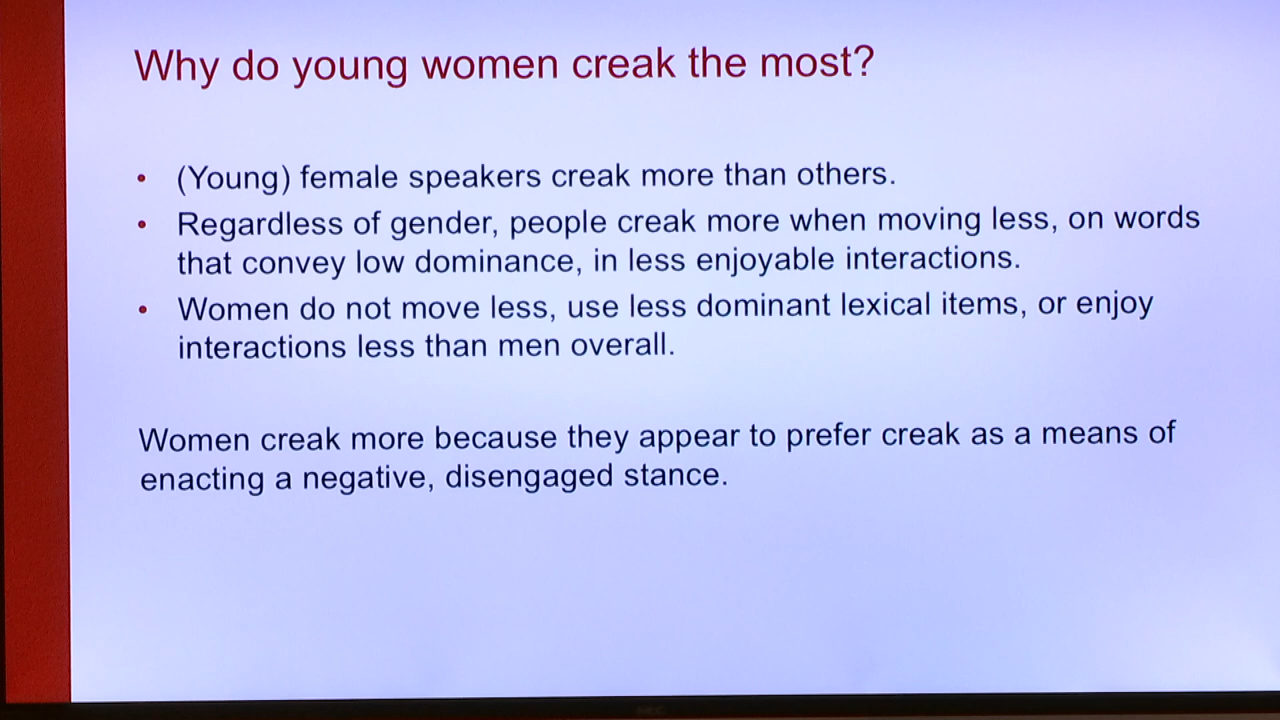 Why do young women creak the most?
• (Young) female speakers creak more than others.
• Regardless of gender, people creak more when moving less, on words
that convey low dominance, in less enjoyable interactions.
• Women do not move less, use less dominant lexical items, or enjoy
interactions less than men overall.
Women creak more because they appear to prefer creak as a means of
enacting a negative, disengaged stance.